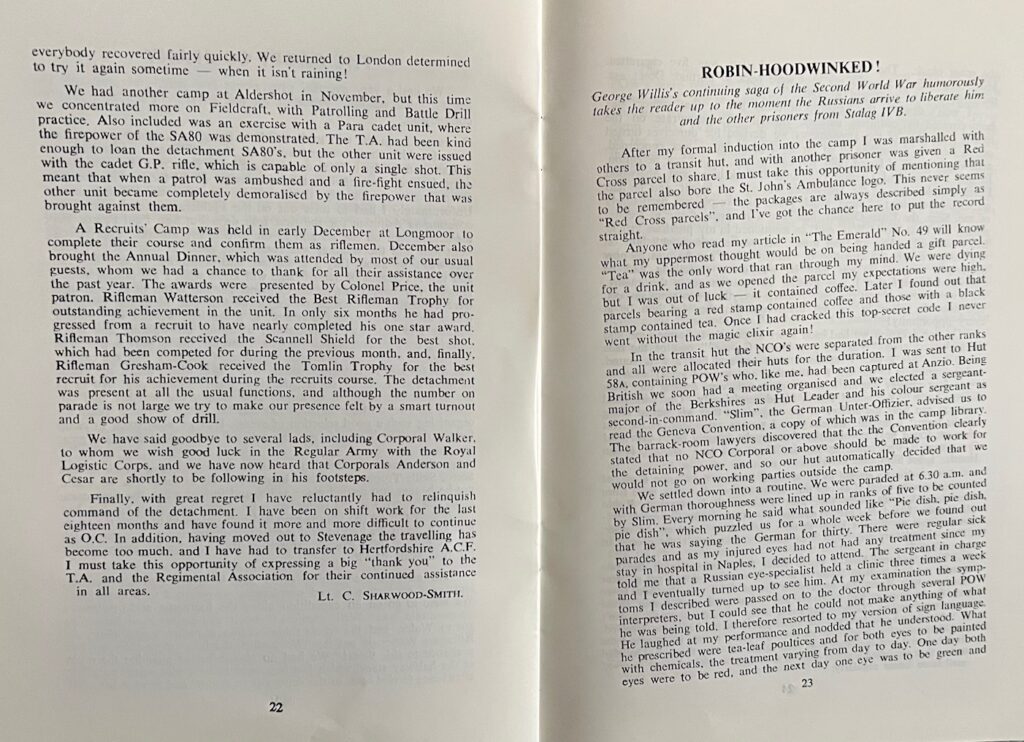 everybody recovered fairly quickly. We returned to London determined
to try it again sometime — when it isn't raining!
We had another camp at Aldershot in November, but this time
we concentrated more on Fieldcraft, with Patrolling and Battle Drill
practice. Also included was an exercise with a Para cadet unit, where
the firepower of the SA80 was demonstrated. The T.A. had been kind
enough to loan the detachment SA80's, but the other unit were issued
with the cadet G.P. rifle, which is capable of only a single shot. This
meant that when a patrol was ambushed and a fire-fight ensued, the
other unit became completely demoralised by the firepower that was
brought against them.
A Recruits' Camp was held in early December at Longmoor to
complete their course and confirm them as riflemen. December also
brought the Annual Dinner, which was attended by most of our usual
guests, whom we had a chance to thank for all their assistance over
the past year. The awards were presented by Colonel Price, the unit
patron. Rifleman Watterson received the Best Rifleman Trophy for
outstanding achievement in the unit. In only six months he had pro-
gressed from a recruit to have nearly completed his one star award.
Rifleman Thomson received the Scannell Shield for the best shot,
which had been competed for during the previous month, and, finally,
Rifleman Gresham-Cook received the Tomlin Trophy for the best
recruit for his achievement during the recruits course. The detachment
was present at all the usual functions, and although the number on
parade is not large we try to make our presence felt by a smart turnout
and a good show of drill.
We have said goodbye to several lads, including Corporal Walker,
to whom we wish good luck in the Regular Army with the Royal
Logistic Corps, and we have now heard that Corporals Anderson and
Cesar are shortly to be following in his footsteps.
Finally, with great regret I have reluctantly had to relinquish
command of the detachment. I have been on shift work for the last
eighteen months and have found it more and more difficult to continue
as O.C. In addition, having moved out to Stevenage the travelling has
become too much, and I have had to transfer to Hertfordshire A.C.F.
I must take this opportunity of expressing a big "thank you" to the
T.A. and the Regimental Association for their continued assistance
in all areas.
Lt. C. SHARWOOD-SMITH.
22
ROBIN-HOODWINKED!
George Willis's continuing saga of the Second World War humorously
takes the reader up to the moment the Russians arrive to liberate him
and the other prisoners from Stalag IVB.
After my formal induction into the camp I was marshalled with
others to a transit hut, and with another prisoner was given a Red
Cross parcel to share. I must take this opportunity of mentioning that
the parcel also bore the St. John's Ambulance logo. This never seems
to be remembered — the packages are always described simply as
"Red Cross parcels", and I've got the chance here to put the record
straight.
Anyone who read my article in "The Emerald" No. 49 will know
what my uppermost thought would be on being handed a gift parcel.
"Tea" was the only word that ran through my mind. We were dying
for a drink, and as we opened the parcel my expectations were high,
but I was out of luck — it contained coffee. Later I found out that
parcels bearing a red stamp contained coffee and those with a black
stamp contained tea. Once I had cracked this top-secret code I never
went without the magic elixir again!
In the transit hut the NCO's were separated from the other ranks
and all were allocated their huts for the duration. I was sent to Hut
58A, containing POW's who, like me, had been captured at Anzio. Being
British we soon had a meeting organised and we elected a sergeant-
major of the Berkshires as Hut Leader and his colour sergeant as
second-in-command. "Slim", the German Unter-Offizier, advised us to
read the Geneva Convention, a copy of which was in the camp library.
The barrack-room lawyers discovered that the the Convention clearly
stated that no NCO Corporal or above should be made to work for
the detaining power, and so our hut automatically decided that we
would not go on working parties outside the camp.
We settled down into a routine. We were paraded at 6.30 a.m. and
with German thoroughness were lined up in ranks of five to be counted
by Slim. Every morning he said what sounded like "Pie dish, pie dish,
pie dish", which puzzled us for a whole week before we found out
that he was saying the German for thirty. There were regular sick
parades and as my injured eyes had not had any treatment since my
stay in hospital in Naples, I decided to attend. The sergeant in charge
told me that a Russian eye-specialist held a clinic three times a week
and I eventually turned up to see him. At my examination the symp-
toms I described were passed on to the doctor through several POW
interpreters, but I could see that he could not make anything of what
he was being told. I therefore resorted to my version of sign language.
He laughed at my performance and nodded that he understood. What
he prescribed were tea-leaf poultices and for both eyes to be painted
with chemicals, the treatment varying from day to day. One day both
eyes were to be red, and the next day one eye was to be green and
23